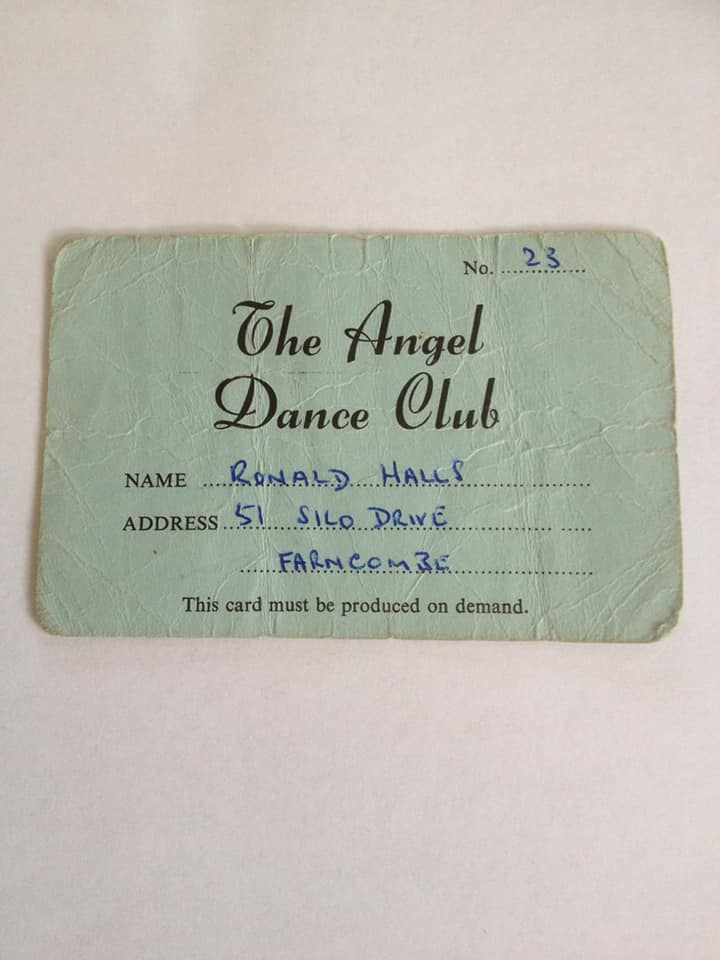 No. 23
The Angel
Dance Club
NAME RONALD HALLS
ADDRESS 51 SILO DRIVE
FARNCOMBE
This card must be produced on demand.